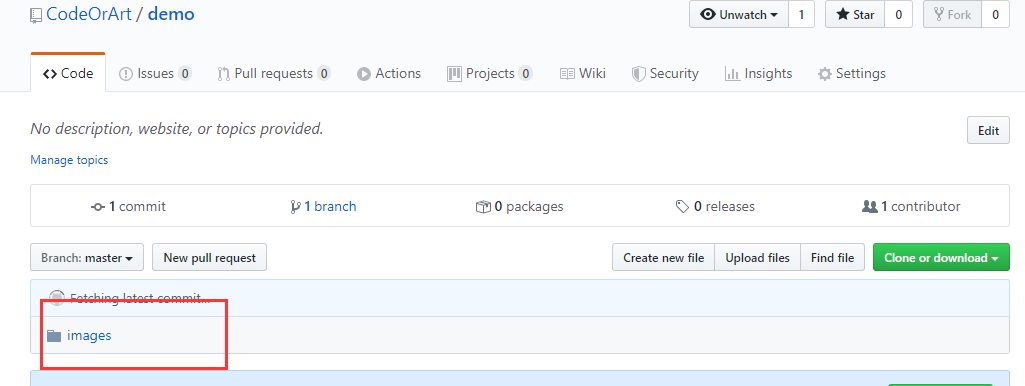 CodeOrArt / demo
Unwatch 1 Star 0 Fork 0
Code Issues 0 Pull requests 0 Actions Projects 0 Wiki Security Insights Settings
No description, website, or topics provided.
Edit
Manage topics
1 commit 1 branch 0 packages 0 releases 1 contributor
Branch: master New pull request Create new file Upload files Find file Clone or download
Fetching latest commit...
images